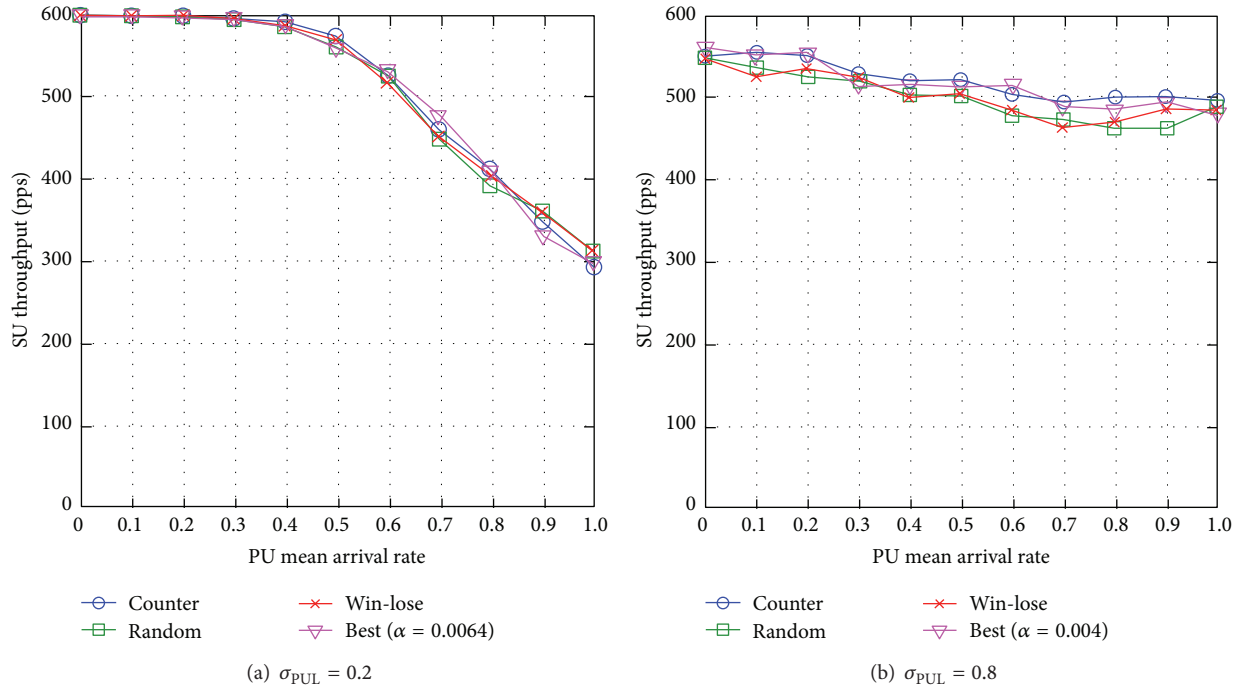 600
500
400
300
200
100
0
SU throughput (pps)
0 0.1 0.2 0.3 0.4 0.5 0.6 0.7 0.8 0.9 1.0
PU mean arrival rate
Counter Win-lose
Random Best (α = 0.0064)
(a) σPUL = 0.2
600
500
400
300
200
100
0
SU throughput (pps)
0 0.1 0.2 0.3 0.4 0.5 0.6 0.7 0.8 0.9 1.0
PU mean arrival rate
Counter Win-lose
Random Best (α = 0.004)
(b) σPUL = 0.8